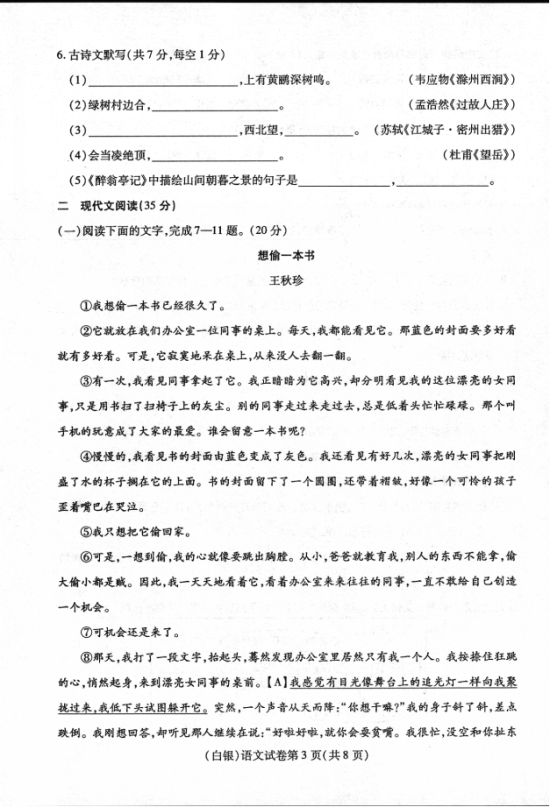 6.古诗文默写(共7分,每空1分)
(1)____________,上有黄鹂深树鸣。 (韦应物《滁州西涧》)
(2)绿树村边合,____________。 (孟浩然《过故人庄》)
(3)____________,西北望,________。 (苏轼《江城子·密州出猎》)
(4)会当凌绝顶,____________。 (杜甫《望岳》)
(5)《醉翁亭记》中描绘山间朝暮之景的句子是________,________。
二 现代文阅读(35分)
(一)阅读下面的文字,完成7—11题。(20分)
想偷一本书
王秋珍
①我想偷一本书已经很久了。
②它就放在我们办公室一位同事的桌上。每天,我都能看见它。那蓝色的封面要多好看
就有多好看。可是,它寂寞地呆在桌上,从来没人去翻一翻。
③有一次,我看见同事拿起了它。我正暗暗为它高兴,却分明看见我的这位漂亮的女同
事,只是用书扫了扫椅子上的灰尘。别的同事走过来走过去,总是低着头忙忙碌碌。那个叫
手机的玩意成了大家的最爱。谁会留意一本书呢?
④慢慢的,我看见书的封面由蓝色变成了灰色。我还看见有好几次,漂亮的女同事把刚
盛了水的杯子搁在它的上面。书的封面留下了一个圆圈,还带着褶皱,好像一个可怜的孩子
歪着嘴巴在哭泣。
⑤我只想把它偷回家。
⑥可是,一想到偷,我的心就像要跳出胸膛。从小,爸爸就教育我,别人的东西不能拿,偷
大偷小都是贼。因此,我一天天地看着它,看着办公室来来往往的同事,一直不敢给自己创造
一个机会。
⑦可机会还是来了。
⑧那天,我打了一段文字,抬起头,蓦然发现办公室里居然只有我一个人。我按捺住狂跳
的心,悄然起身,来到漂亮女同事的桌前。【A】我感觉有目光像舞台上的追光灯一样向我聚
拢过来,我低下头试图躲开它。突然,一个声音从天而降:“你想干嘛?”我的身子斜了斜,差点
跌倒。我刚想回答,却听见那人继续在说:“好啦好啦,就你会耍贫嘴。我很忙,没空和你扯东
(白银)语文试卷第3页(共8页)